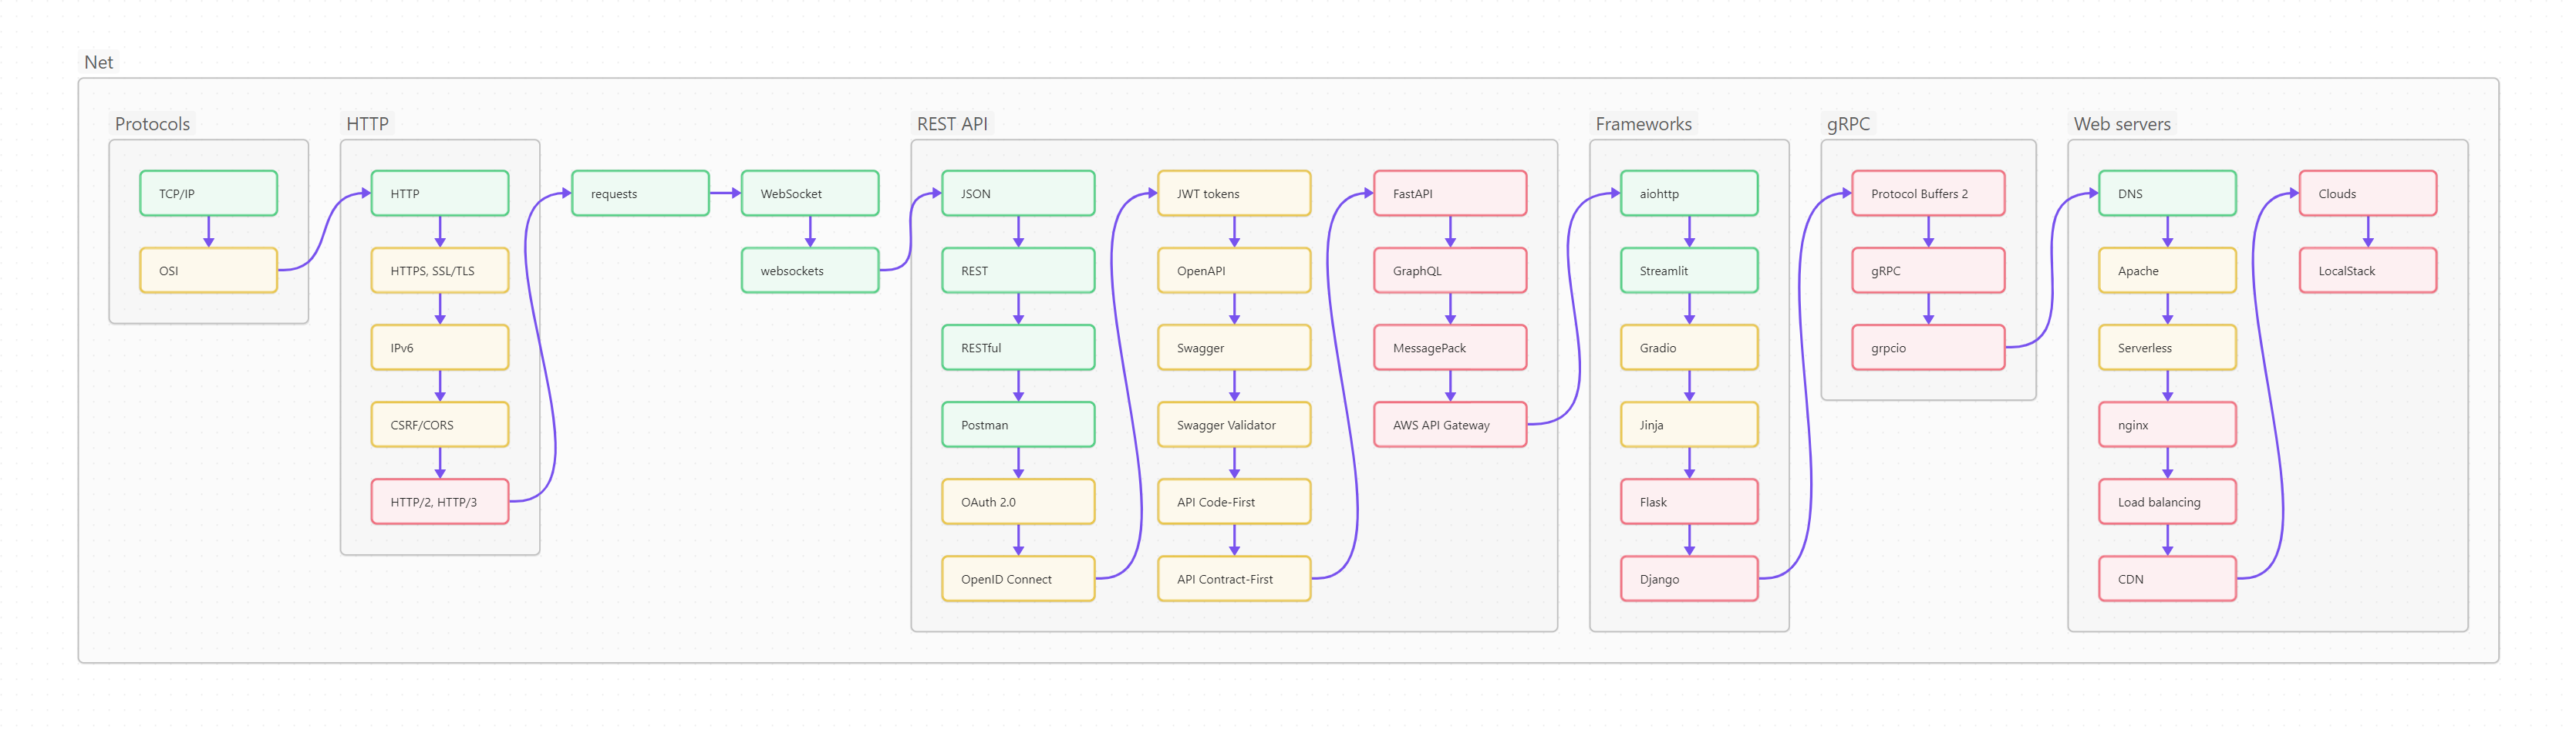 Net
Protocols
TCP/IP
OSI
HTTP
HTTP
HTTPS, SSL/TLS
IPv6
CSRF/CORS
HTTP/2, HTTP/3
requests
WebSocket
websockets
REST API
JSON
REST
RESTful
Postman
OAuth 2.0
OpenID Connect
JWT tokens
OpenAPI
Swagger
Swagger Validator
API Code-First
API Contract-First
FastAPI
GraphQL
MessagePack
AWS API Gateway
Frameworks
aiohttp
Streamlit
Gradio
Jinja
Flask
Django
gRPC
Protocol Buffers 2
gRPC
grpcio
Web servers
DNS
Apache
Serverless
nginx
Load balancing
CDN
Clouds
LocalStack